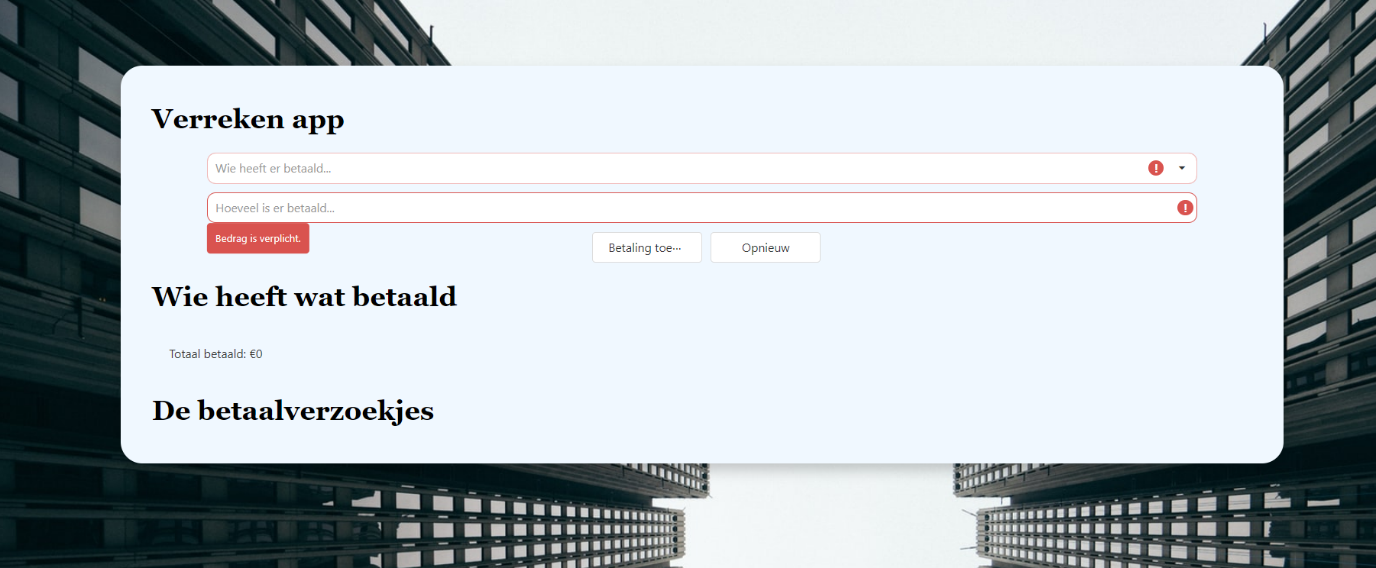 Verreken app
Wie heeft er betaald...
Hoeveel is er betaald...
Bedrag is verplicht.
Betaling toe...
Opnieuw
Wie heeft wat betaald
Totaal betaald: €0
De betaalverzoekjes